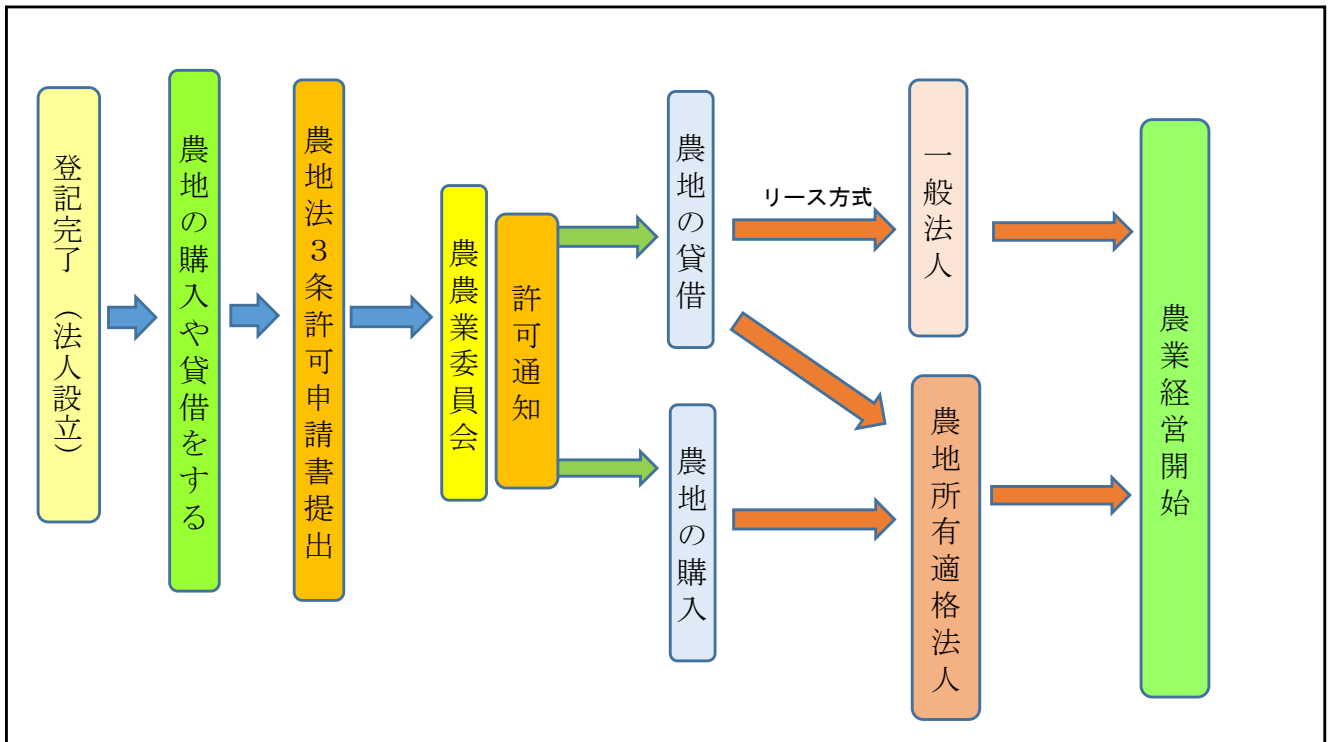 登記完了 （法人設立）
農地の購入や貸借をする
農地法３条許可申請書提出
農農業委員会
許可通知
農地の貸借
リース方式
一般法人
農地の購入
農地所有適格法人
農業経営開始